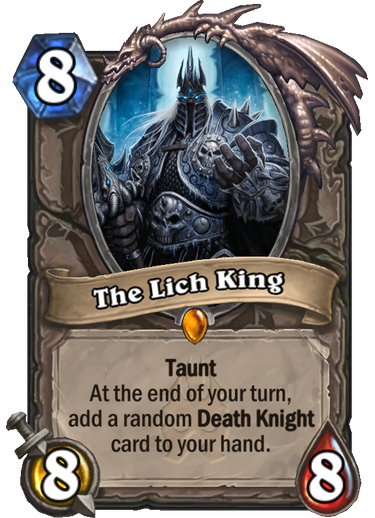 8
The Lich King
Taunt
At the end of your turn,
add a random Death Knight
card to your hand.
8
8